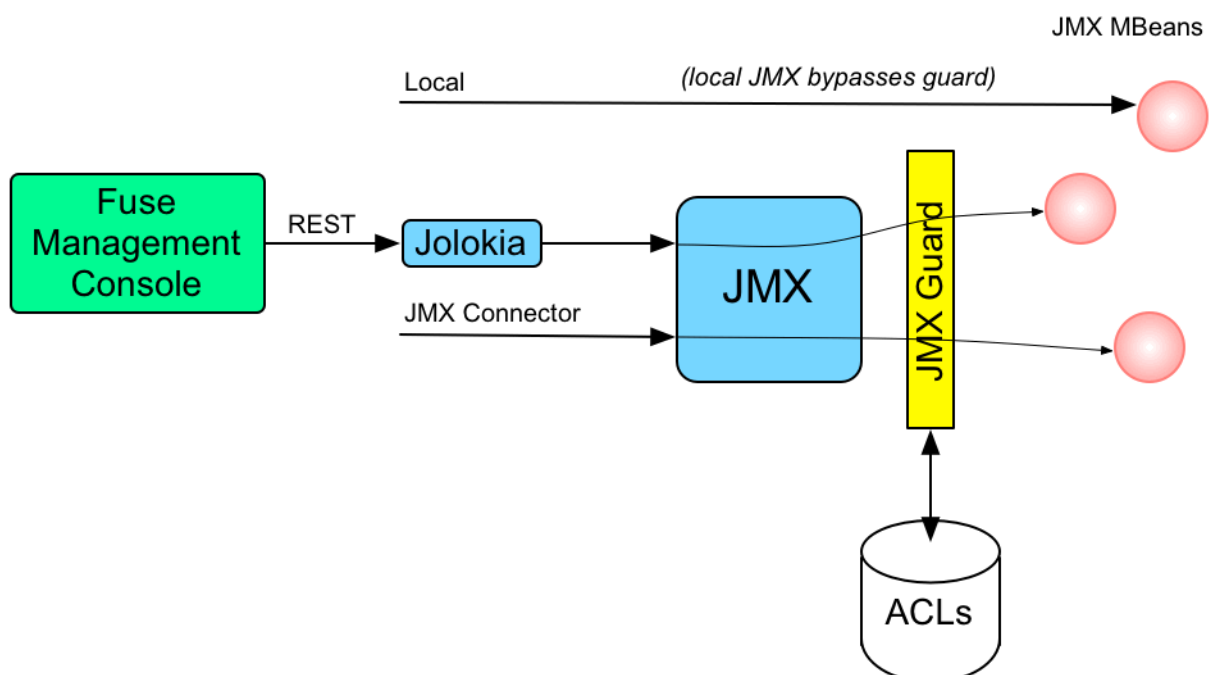 JMX MBeans
Local
(local JMX bypasses guard)
Fuse
Management
Console
REST
Jolokia
JMX
JMX Guard
JMX Connector
ACLs